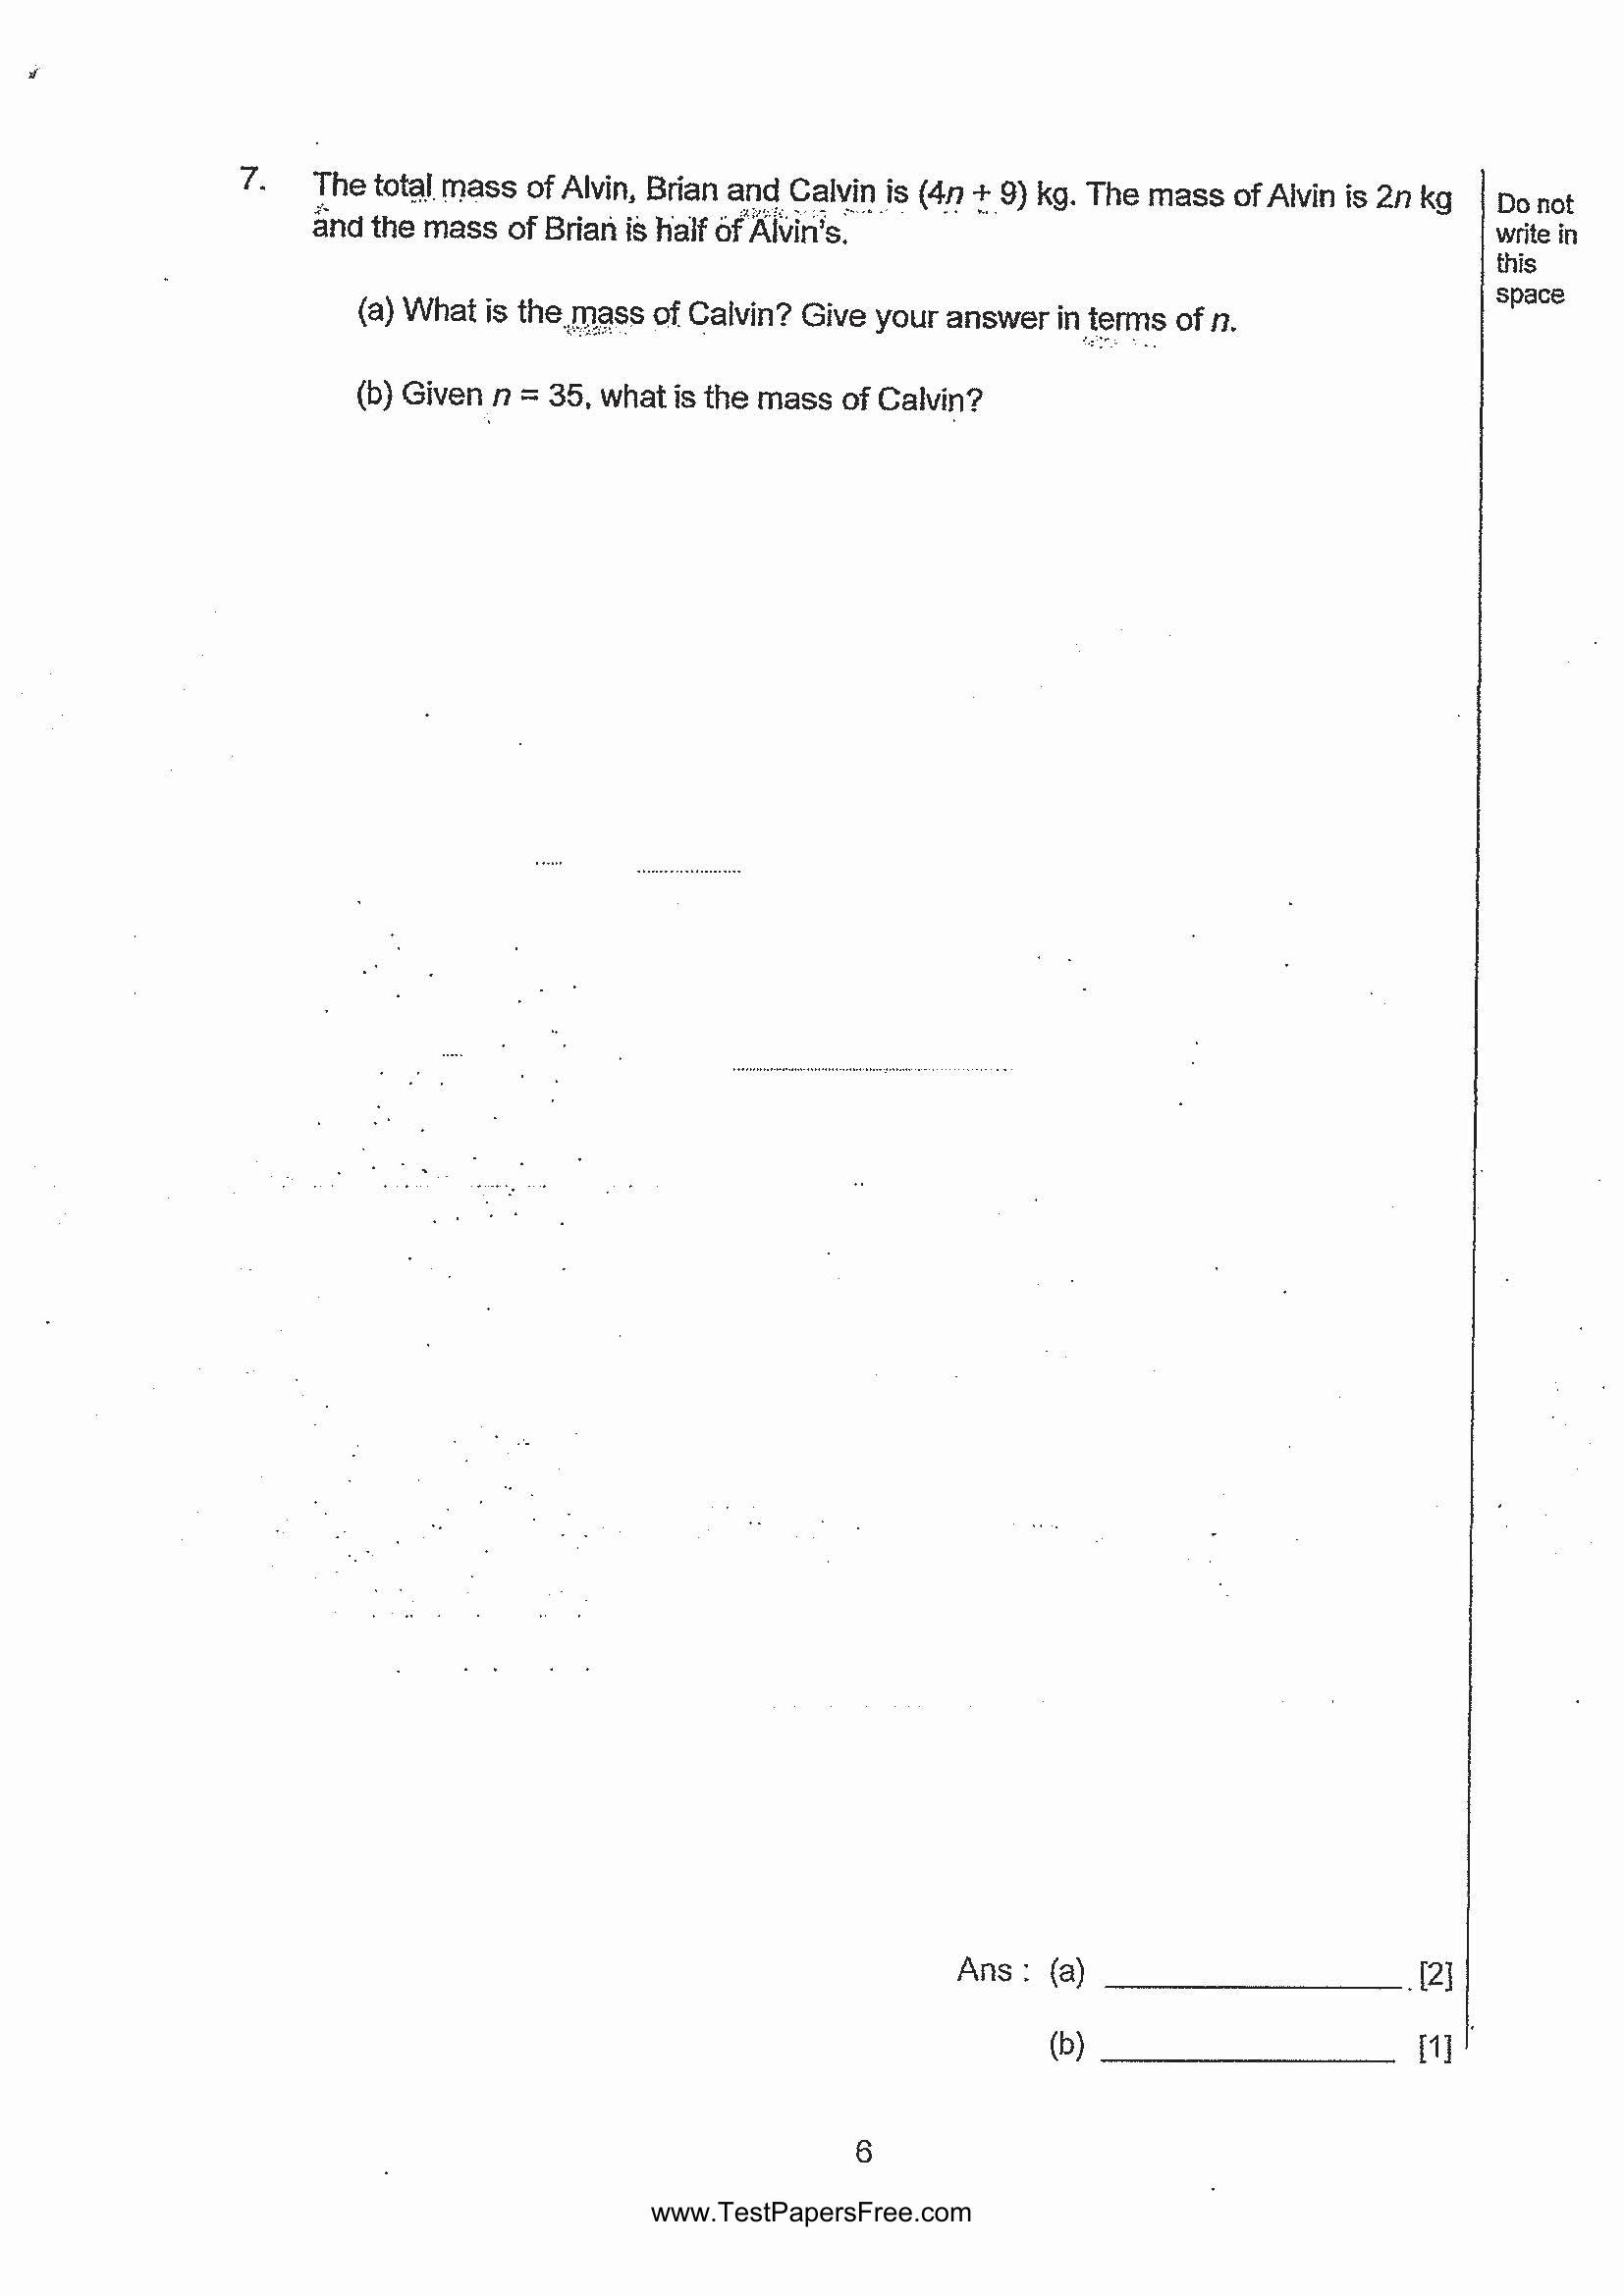 7. The total mass of Alvin, Brian and Calvin is (4n + 9) kg. The mass of Alvin is 2n kg
and the mass of Brian is half of Alvin's.
Do not
write in
this
space
(a) What is the mass of Calvin? Give your answer in terms of n.
(b) Given n = 35, what is the mass of Calvin?
Ans : (a) ____________________ [2]
(b) ____________________ [1]
6
www.TestPapersFree.com